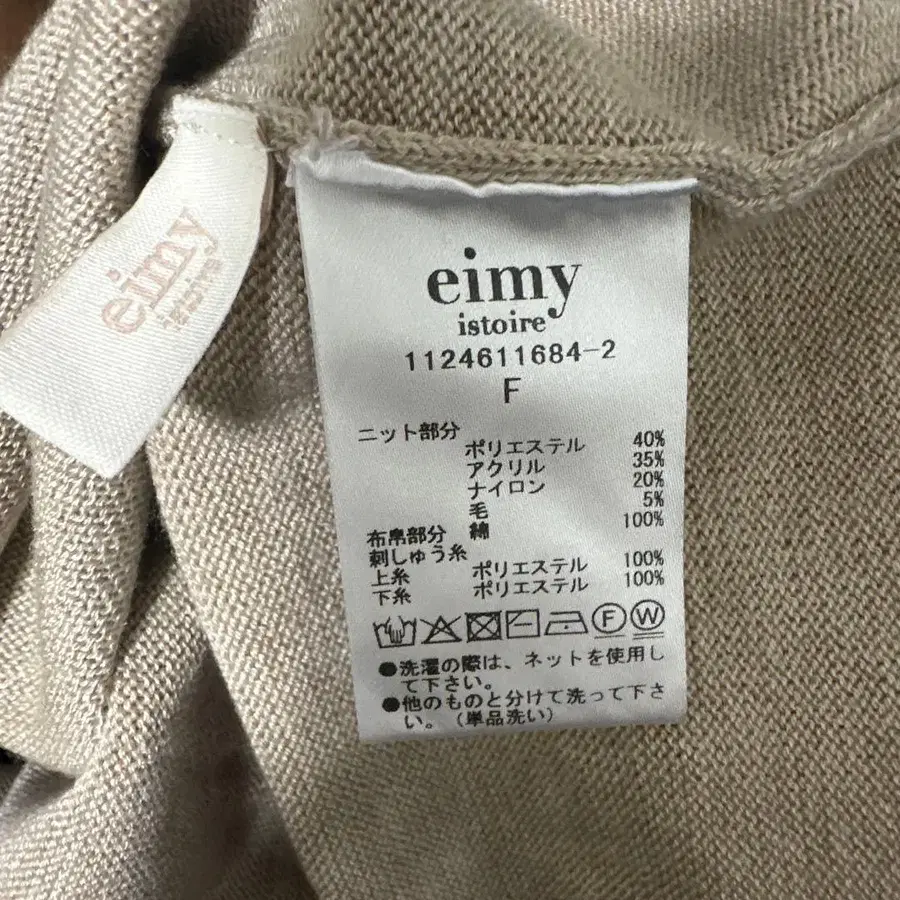 eimy
istoire
eimy
istoire
1124611684-2
F
ニット部分
ポリエステル 40%
アクリル 35%
ナイロン 20%
毛 5%
布帛部分 綿 100%
刺しゅう糸
上糸 ポリエステル 100%
下糸 ポリエステル 100%
F W
●洗濯の際は、ネットを使用し
て下さい。
●他のものと分けて洗って下さ
い。（単品洗い）